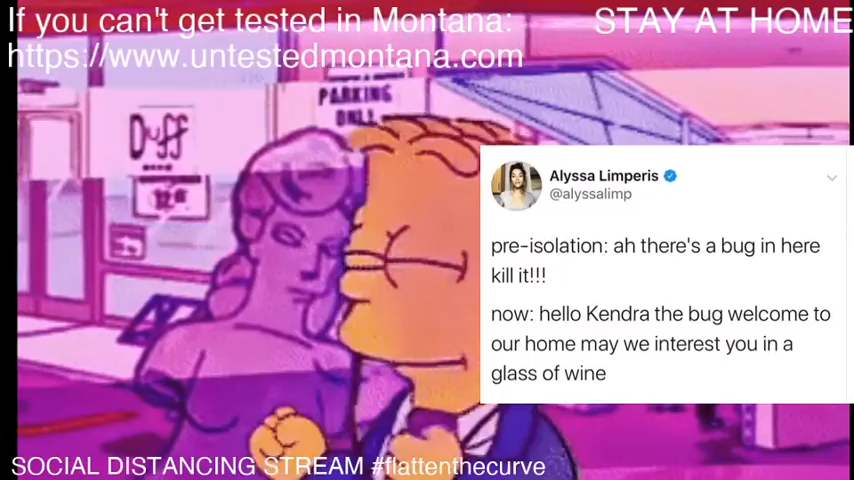 If you can't get tested in Montana:
https://www.untestedmontana.com
STAY AT HOME
PARKING
ONLY
Duff
Alyssa Limperis
@alyssalimp
pre-isolation: ah there's a bug in here
kill it!!!
now: hello Kendra the bug welcome to
our home may we interest you in a
glass of wine
SOCIAL DISTANCING STREAM #flattenthecurve